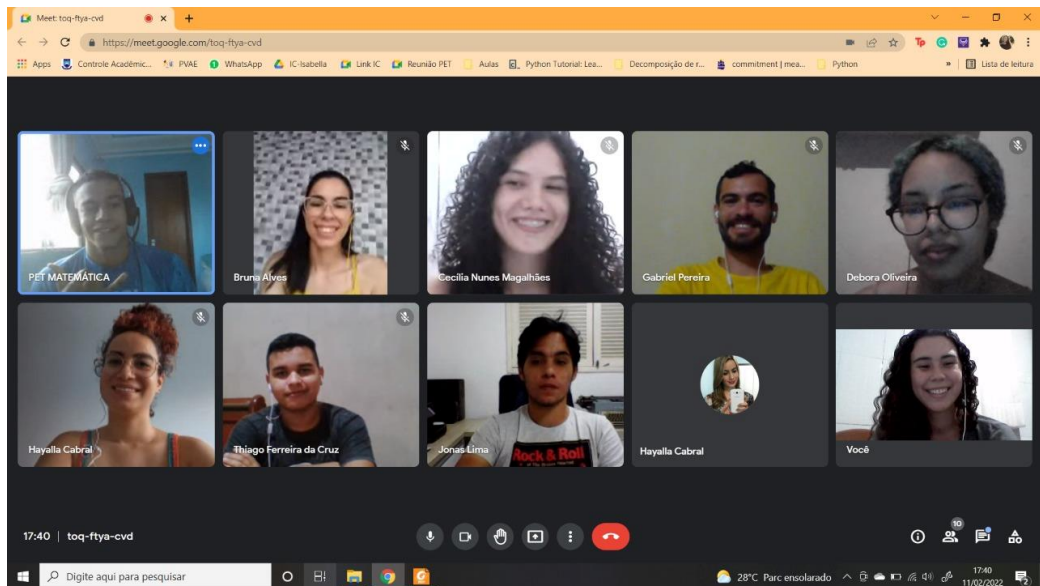 Meet: toq-ftya-cvd
https://meet.google.com/toq-ftya-cvd
Apps Controle Acadêmic... PVAE WhatsApp IC-Isabella Link IC Reunião PET Aulas Python Tutorial: Lea... Decomposição de r... commitment | mea... Python » Lista de leitura
PET MATEMÁTICA Bruna Alves Cecília Nunes Magalhães Gabriel Pereira Debora Oliveira
Hayalla Cabral Thiago Ferreira da Cruz Jonas Lima Hayalla Cabral Você
Rock & Roll
17:40 | toq-ftya-cvd
10
Digite aqui para pesquisar
28°C Parc ensolarado
17:40
11/02/2022
2